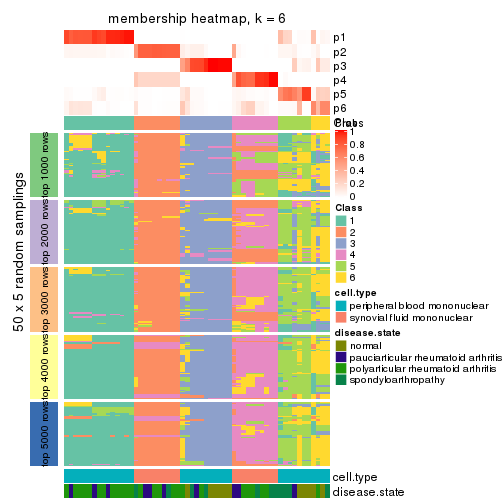 membership heatmap, k = 6
p1
p2
p3
p4
p5
p6
Class
Prob
1
0.8
0.6
0.4
0.2
0
Class
1
2
3
4
5
6
cell.type
peripheral blood mononuclear
synovial fluid mononuclear
disease.state
normal
pauciarticular rheumatoid arthritis
polyarticular rheumatoid arthritis
spondyloarthropathy
50 x 5 random samplings
top 1000 rows
top 2000 rows
top 3000 rows
top 4000 rows
top 5000 rows
cell.type
disease.state